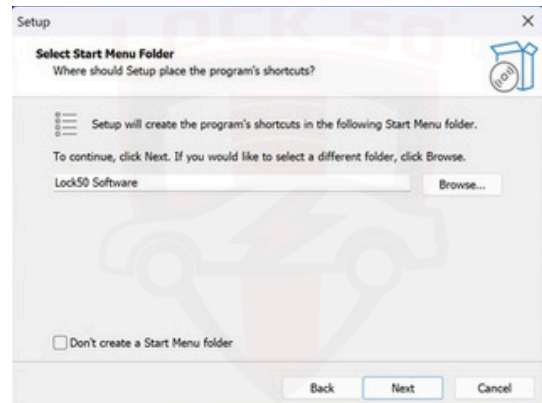 Setup
LOCK 50
Select Start Menu Folder
Where should Setup place the program's shortcuts?
Setup will create the program's shortcuts in the following Start Menu folder.
To continue, click Next. If you would like to select a different folder, click Browse.
Lock50 Software
Browse...
Don't create a Start Menu folder
Back Next Cancel